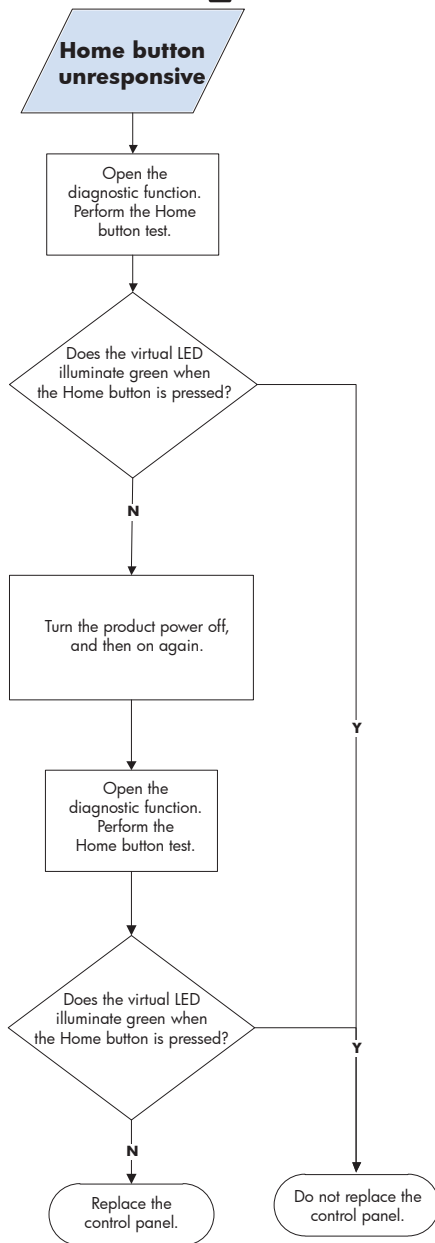 Home button
unresponsive
Open the
diagnostic function.
Perform the Home
button test.
Does the virtual LED
illuminate green when
the Home button is pressed?
N
Turn the product power off,
and then on again.
Y
Open the
diagnostic function.
Perform the
Home button test.
Does the virtual LED
illuminate green when
the Home button is pressed?
Y
N
Replace the
control panel.
Do not replace the
control panel.